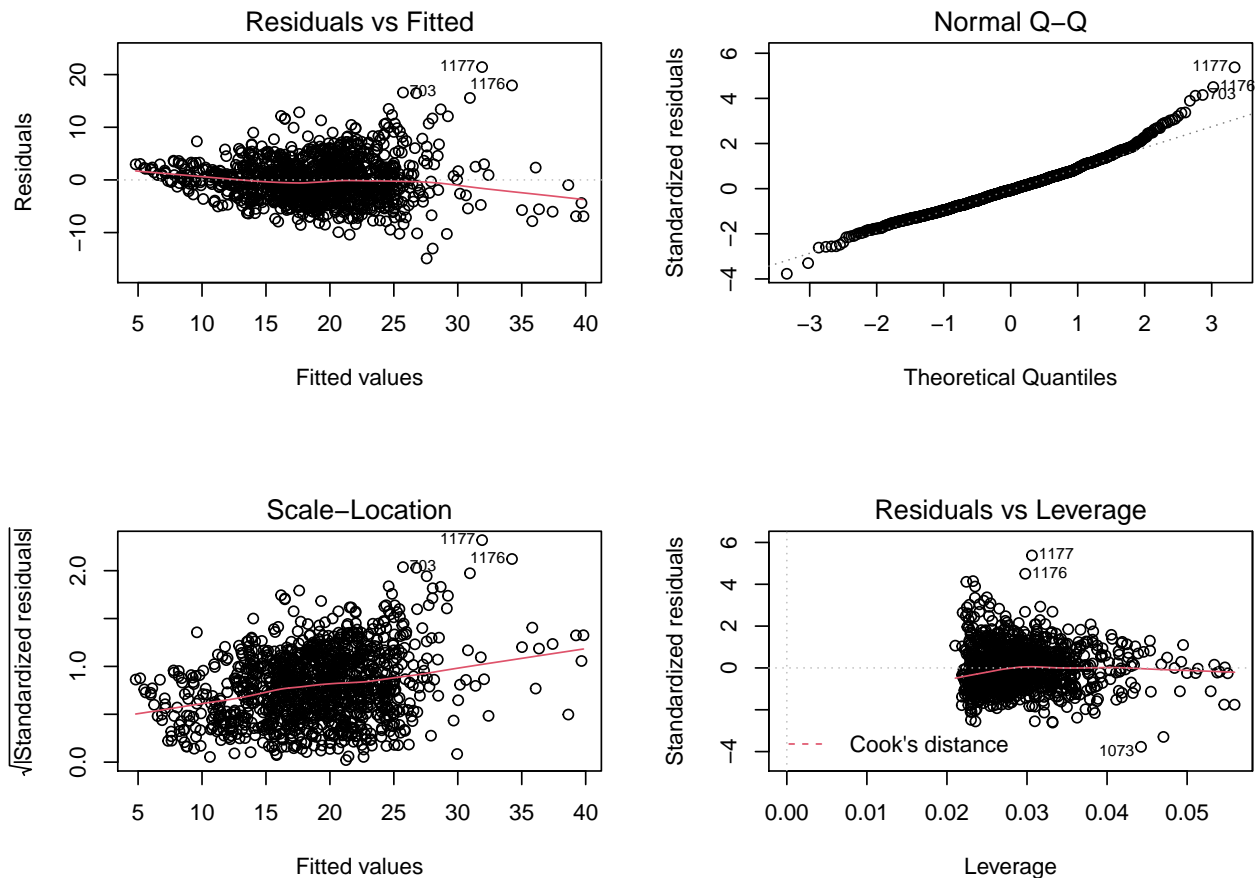 Residuals vs Fitted
Residuals
20
10
0
−10
1177
1176
703
5 10 15 20 25 30 35 40
Fitted values
Normal Q−Q
Standardized residuals
6
4
2
0
−2
−4
1177
1176
703
−3 −2 −1 0 1 2 3
Theoretical Quantiles
Scale−Location
√|Standardized residuals|
2.0
1.0
0.0
1177
1176
703
5 10 15 20 25 30 35 40
Fitted values
Residuals vs Leverage
Standardized residuals
6
4
2
0
−2
−4
1177
1176
1073
Cook's distance
0.00 0.01 0.02 0.03 0.04 0.05
Leverage